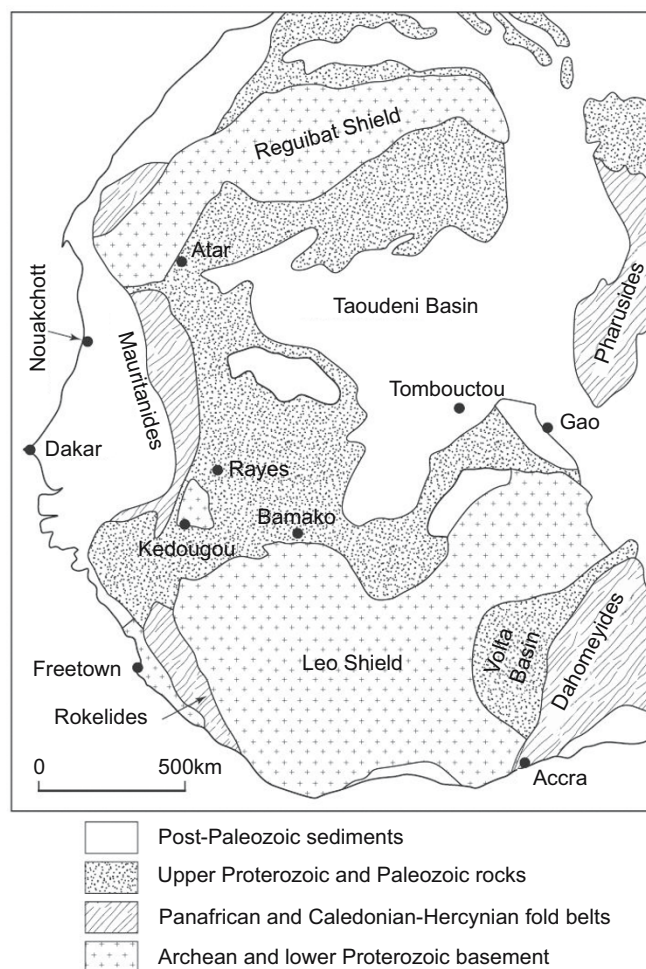 Reguibat Shield
Atar
Nouakchott
Mauritanides
Taoudeni Basin
Pharusides
Tombouctou
Gao
Dakar
Rayes
Bamako
Kedougou
Leo Shield
Volta
Basin
Dahomeyides
Freetown
Rokelides
0 500km
Accra
Post-Paleozoic sediments
Upper Proterozoic and Paleozoic rocks
Panafrican and Caledonian-Hercynian fold belts
Archean and lower Proterozoic basement